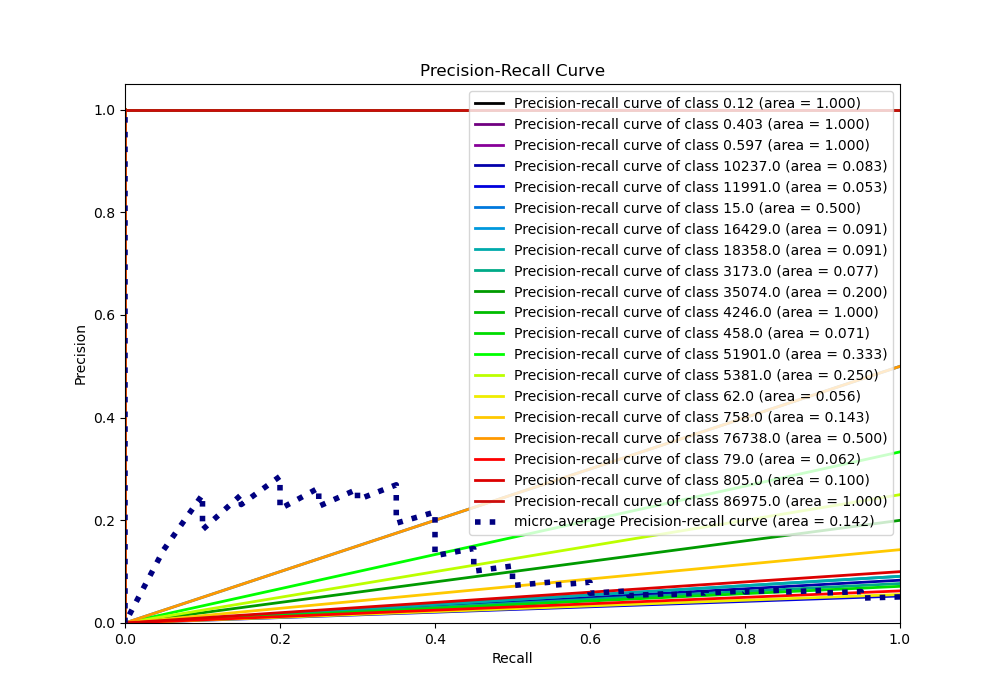 Precision-Recall Curve
Precision
1.0
0.8
0.6
0.4
0.2
0.0
Precision-recall curve of class 0.12 (area = 1.000)
Precision-recall curve of class 0.403 (area = 1.000)
Precision-recall curve of class 0.597 (area = 1.000)
Precision-recall curve of class 10237.0 (area = 0.083)
Precision-recall curve of class 11991.0 (area = 0.053)
Precision-recall curve of class 15.0 (area = 0.500)
Precision-recall curve of class 16429.0 (area = 0.091)
Precision-recall curve of class 18358.0 (area = 0.091)
Precision-recall curve of class 3173.0 (area = 0.077)
Precision-recall curve of class 35074.0 (area = 0.200)
Precision-recall curve of class 4246.0 (area = 1.000)
Precision-recall curve of class 458.0 (area = 0.071)
Precision-recall curve of class 51901.0 (area = 0.333)
Precision-recall curve of class 5381.0 (area = 0.250)
Precision-recall curve of class 62.0 (area = 0.056)
Precision-recall curve of class 758.0 (area = 0.143)
Precision-recall curve of class 76738.0 (area = 0.500)
Precision-recall curve of class 79.0 (area = 0.062)
Precision-recall curve of class 805.0 (area = 0.100)
Precision-recall curve of class 86975.0 (area = 1.000)
micro-average Precision-recall curve (area = 0.142)
0.0 0.2 0.4 0.6 0.8 1.0
Recall